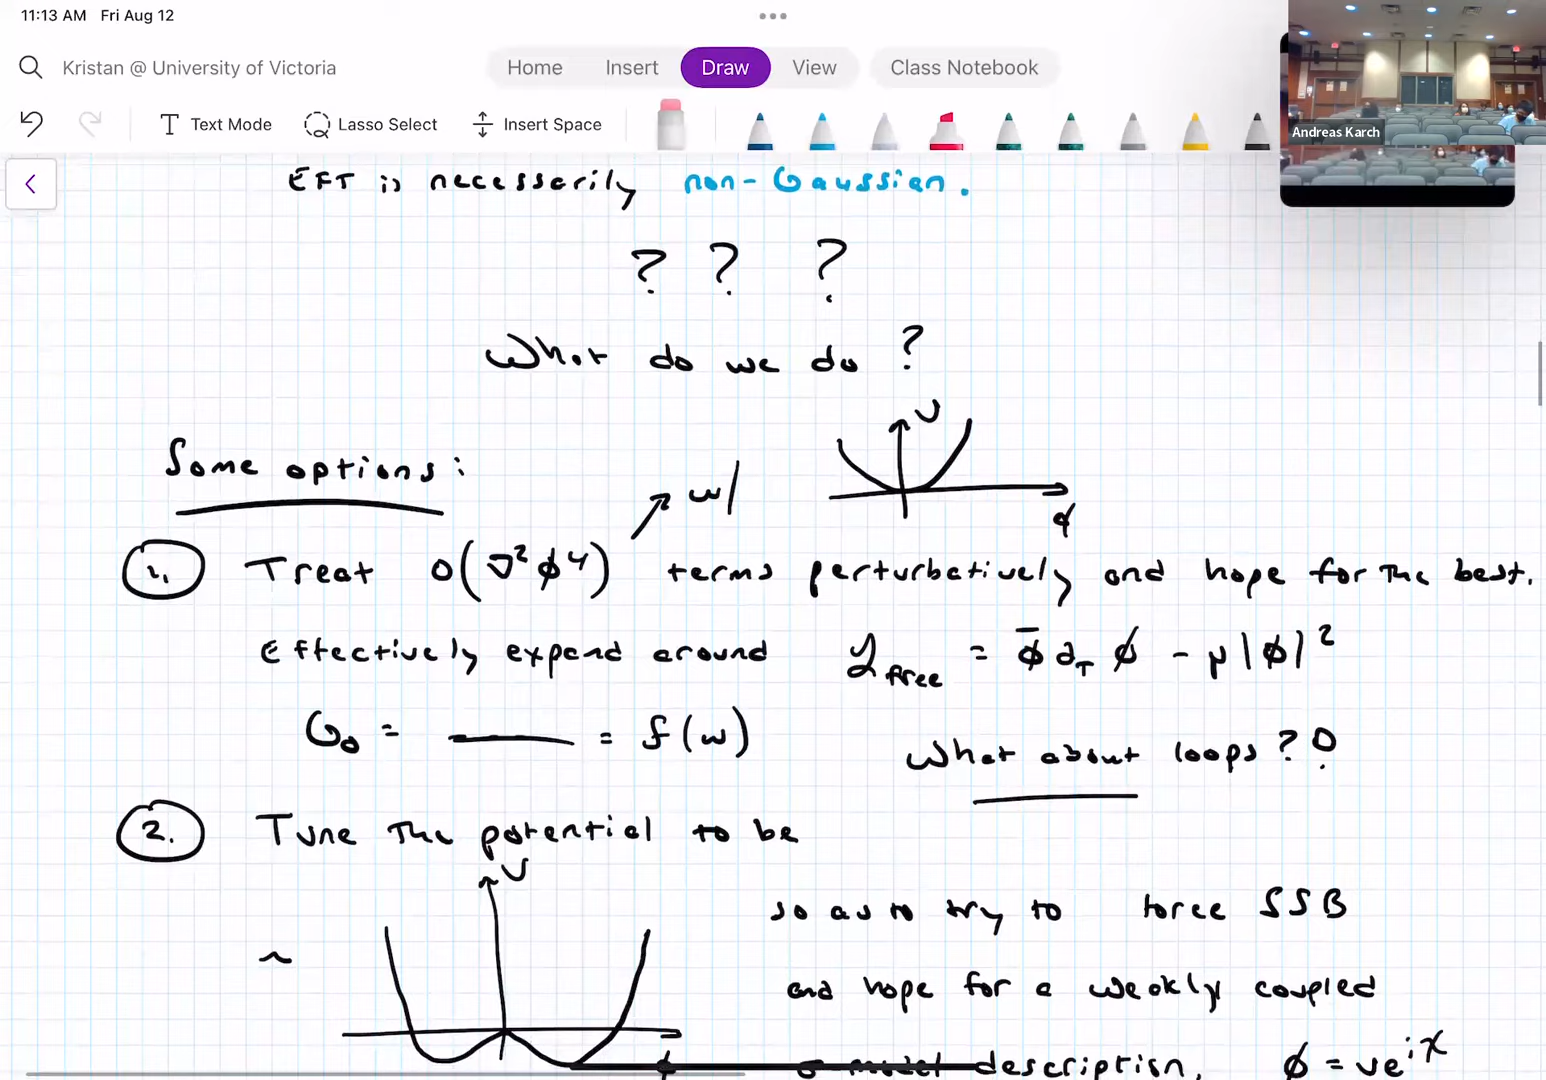 11:13 AM Fri Aug 12
Kristan @ University of Victoria
Home Insert Draw View Class Notebook
Text Mode Lasso Select Insert Space
Andreas Karch
EFT is necessarily non-Gaussian.
? ? ?
What do we do ?
V
Some options:
w/
ϕ
1. Treat O(∇²ϕ⁴) terms perturbatively and hope for the best.
Effectively expand around ℒ_free = ϕ̄ ∂_τ ϕ - μ|ϕ|²
G₀ = —— = f(ω)
What about loops?
2. Tune the potential to be
V
so as to try to force SSB
~
and hope for a weakly coupled
σ model description. ϕ = ve^{iχ}